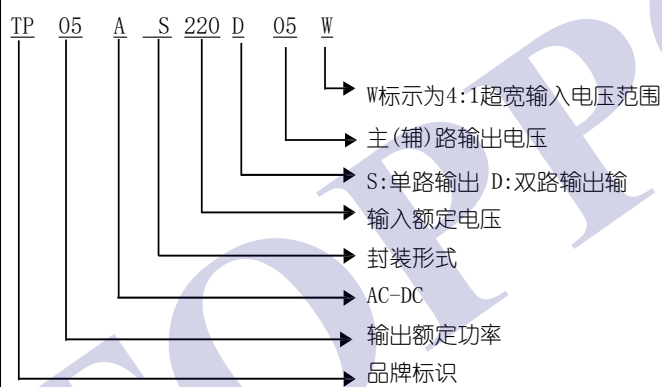 TP 05 A S 220 D 05 W
W标示为4:1超宽输入电压范围
主(辅)路输出电压
S:单路输出 D:双路输出输
输入额定电压
封装形式
AC-DC
输出额定功率
品牌标识